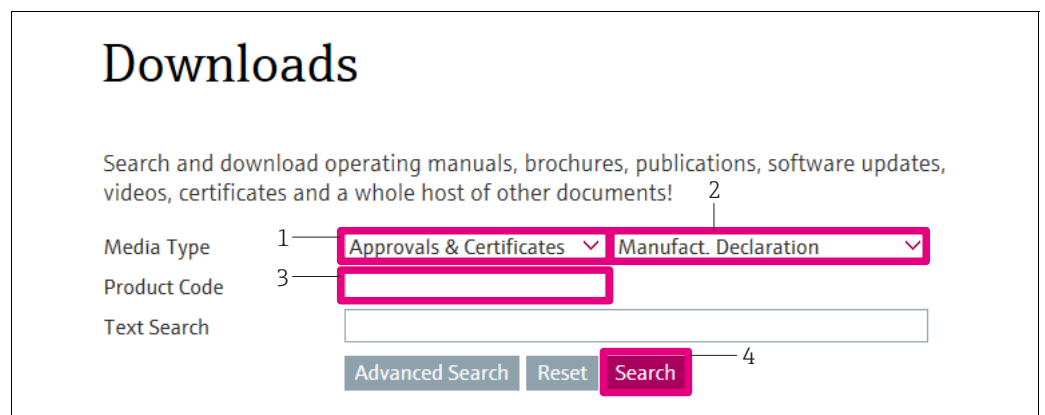 Downloads
Search and download operating manuals, brochures, publications, software updates,
videos, certificates and a whole host of other documents!
2
Media Type 1 Approvals & Certificates Manufact. Declaration
Product Code 3
Text Search
Advanced Search Reset Search 4